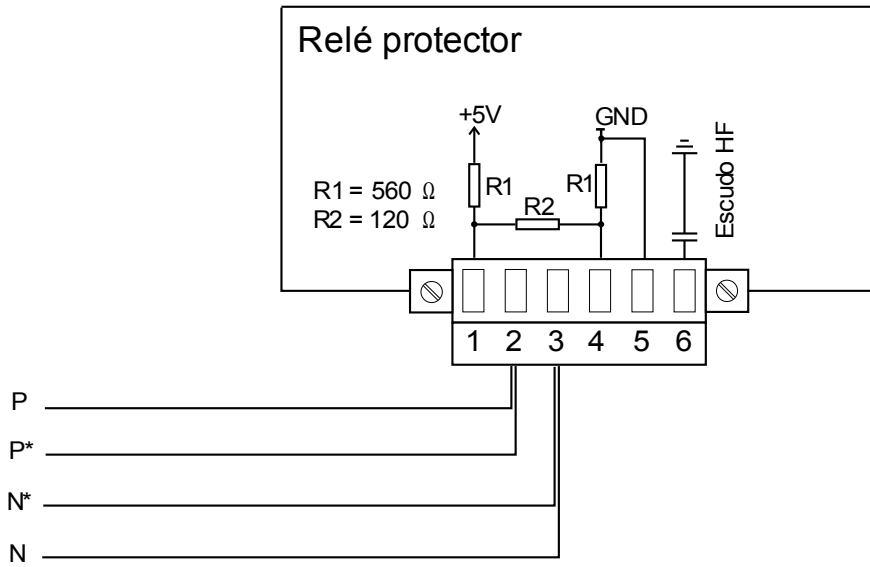 Relé protector
+5V
GND
R1 = 560 Ω
R2 = 120 Ω
R1
R2
R1
Escudo HF
1 2 3 4 5 6
P
P*
N*
N